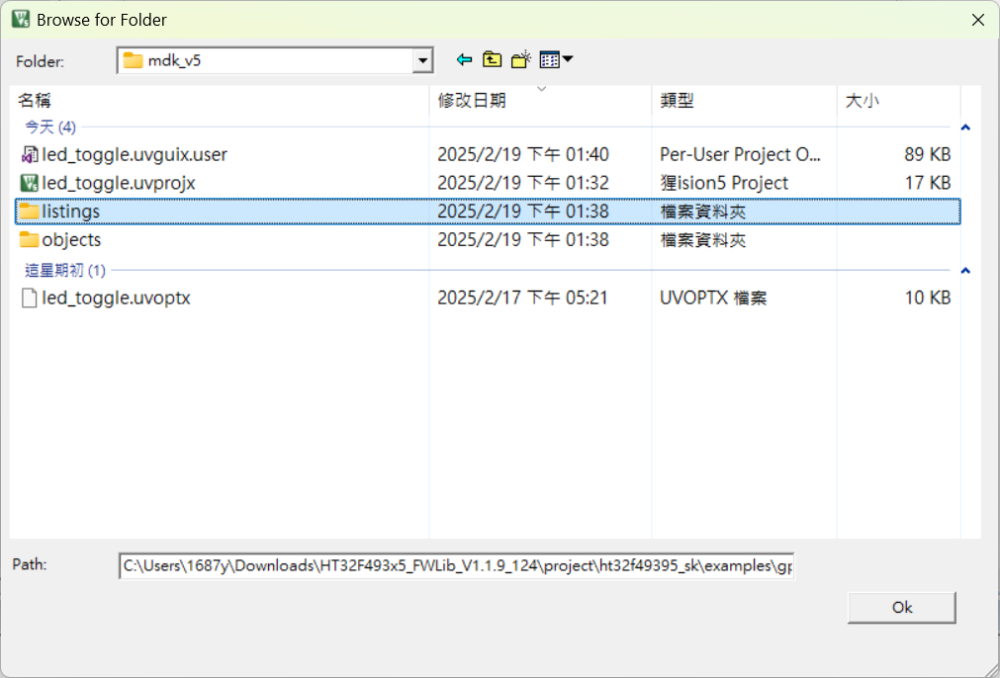 Browse for Folder
Folder: mdk_v5
名稱 修改日期 類型 大小
今天 (4)
led_toggle.uvguix.user 2025/2/19 下午 01:40 Per-User Project O... 89 KB
led_toggle.uvprojx 2025/2/19 下午 01:32 猩ision5 Project 17 KB
listings 2025/2/19 下午 01:38 檔案資料夾
objects 2025/2/19 下午 01:38 檔案資料夾
這星期初 (1)
led_toggle.uvoptx 2025/2/17 下午 05:21 UVOPTX 檔案 10 KB
Path: C:\Users\1687y\Downloads\HT32F493x5_FWLib_V1.1.9_124\project\ht32f49395_sk\examples\gp
Ok